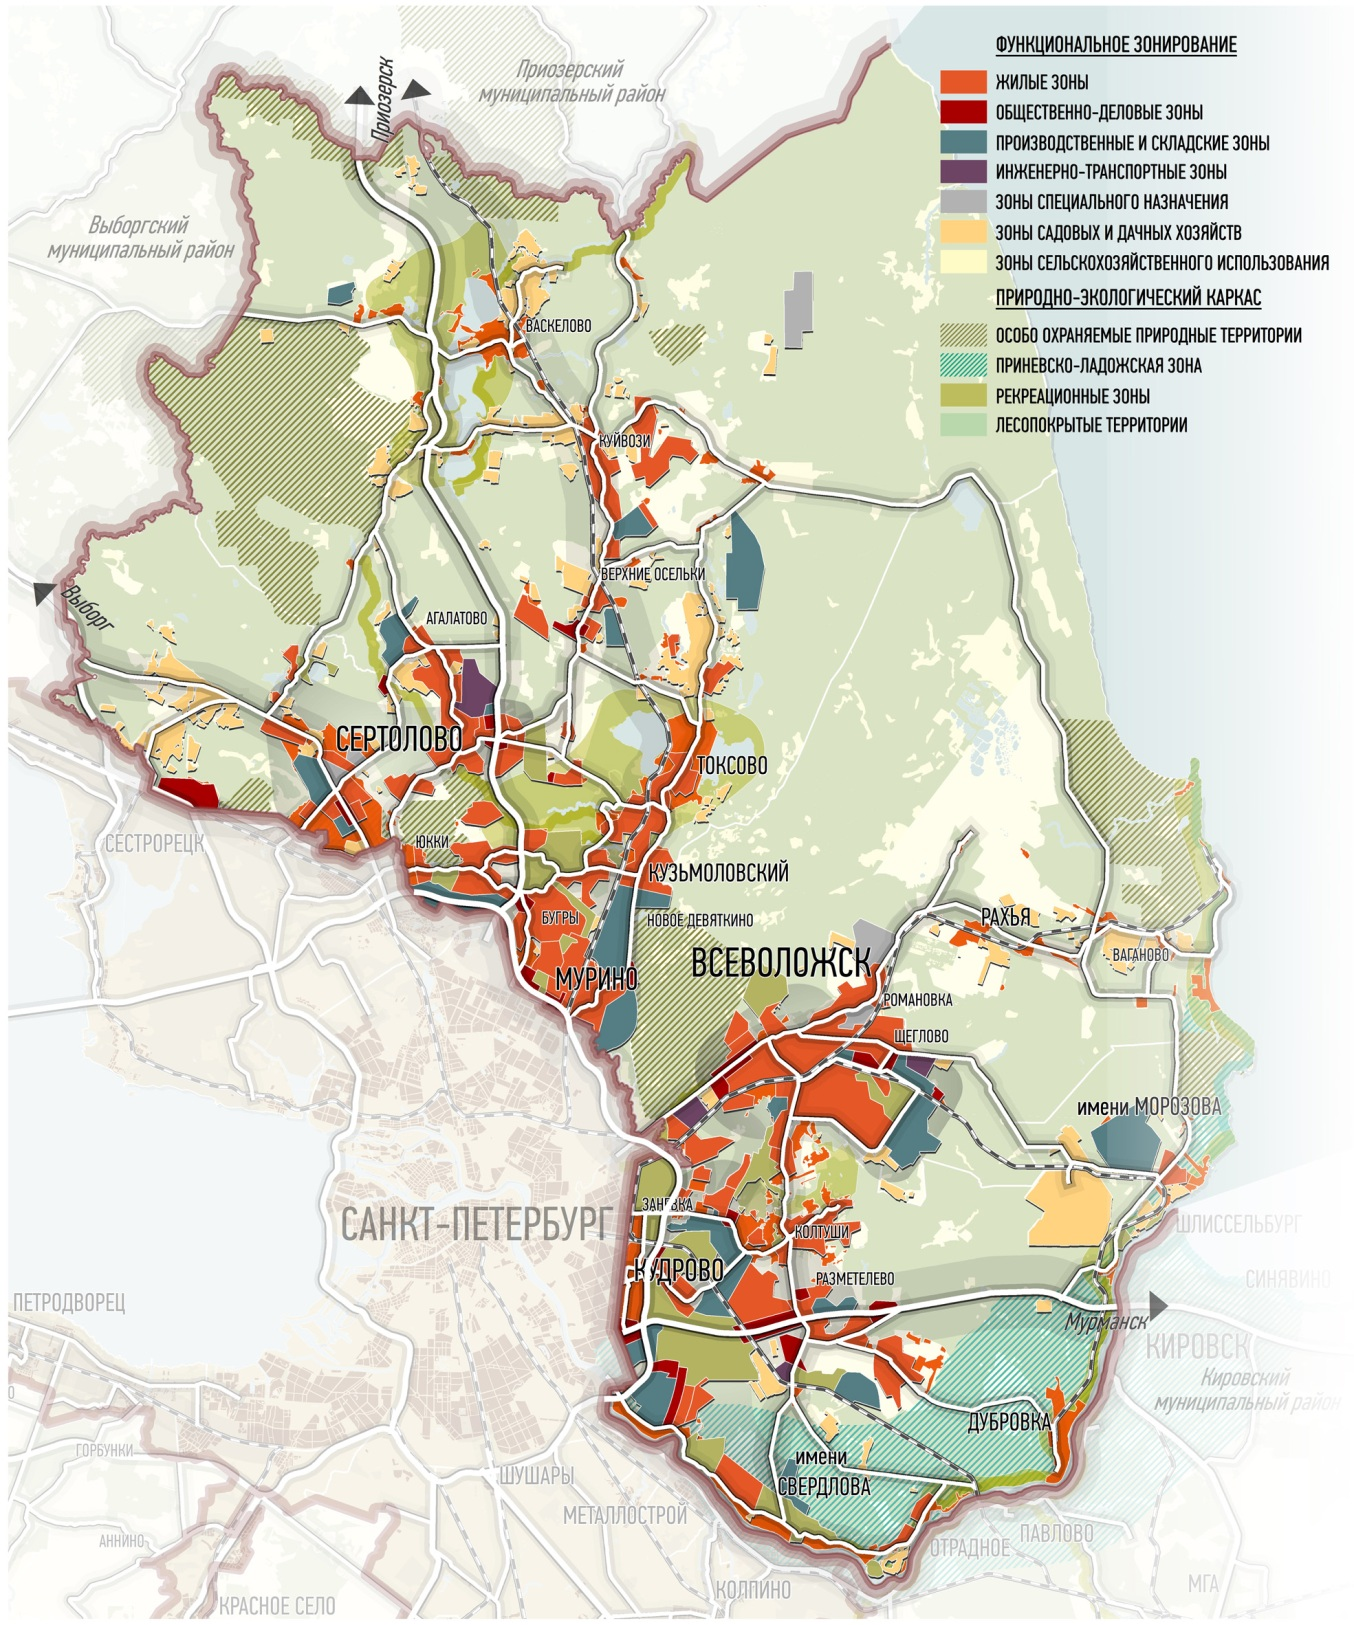 ФУНКЦИОНАЛЬНОЕ ЗОНИРОВАНИЕ
ЖИЛЫЕ ЗОНЫ
ОБЩЕСТВЕННО-ДЕЛОВЫЕ ЗОНЫ
ПРОИЗВОДСТВЕННЫЕ И СКЛАДСКИЕ ЗОНЫ
ИНЖЕНЕРНО-ТРАНСПОРТНЫЕ ЗОНЫ
ЗОНЫ СПЕЦИАЛЬНОГО НАЗНАЧЕНИЯ
ЗОНЫ САДОВЫХ И ДАЧНЫХ ХОЗЯЙСТВ
ЗОНЫ СЕЛЬСКОХОЗЯЙСТВЕННОГО ИСПОЛЬЗОВАНИЯ
ПРИРОДНО-ЭКОЛОГИЧЕСКИЙ КАРКАС
ОСОБО ОХРАНЯЕМЫЕ ПРИРОДНЫЕ ТЕРРИТОРИИ
ПРИНЕВСКО-ЛАДОЖСКАЯ ЗОНА
РЕКРЕАЦИОННЫЕ ЗОНЫ
ЛЕСОПОКРЫТЫЕ ТЕРРИТОРИИ
Приозерск
Приозерский
муниципальный район
Выборгский
муниципальный район
ВАСКЕЛОВО
КУЙВОЗИ
ВЕРХНИЕ ОСЕЛЬКИ
Выборг
АГАЛАТОВО
СЕРТОЛОВО
ТОКСОВО
СЕСТРОРЕЦК
ЮККИ
КУЗЬМОЛОВСКИЙ
БУГРЫ
НОВОЕ ДЕВЯТКИНО
РАХЬЯ
ВАГАНОВО
МУРИНО
ВСЕВОЛОЖСК
РОМАНОВКА
ЩЕГЛОВО
имени МОРОЗОВА
САНКТ-ПЕТЕРБУРГ
ЗАНЕВКА
КОЛТУШИ
ШЛИССЕЛЬБУРГ
КУДРОВО
РАЗМЕТЕЛЕВО
СИНЯВИНО
ПЕТРОДВОРЕЦ
Мурманск
КИРОВСК
Кировский
муниципальный район
О
ДУБРОВКА
ГОРБУНКИ
имени
СВЕРДЛОВА
ШУШАРЫ
МЕТАЛЛОСТРОЙ
АННИНО
ОТРАДНОЕ
ПАВЛОВО
КОЛПИНО
МГА
КРАСНОЕ СЕЛО